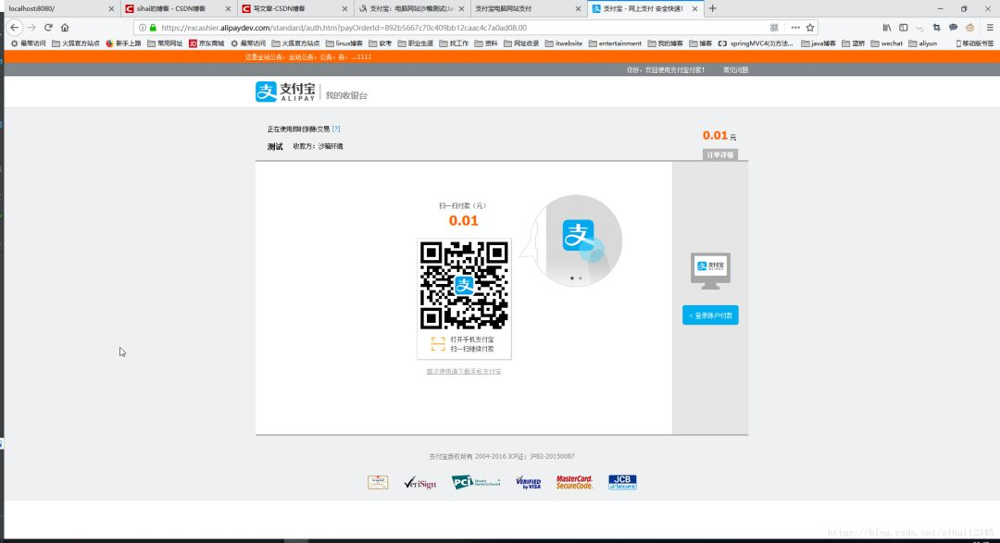 localhost:8080/
sihai的博客 - CSDN博客
写文章-CSDN博客
支付宝：电脑网站沙箱测试(Jav
支付宝电脑网站支付
支付宝 - 网上支付 安全快速！
https://excashier.alipaydev.com/standard/auth.htm?payOrderId=892b5667c70c409bb12caac4c7a0ad08.00
最常访问 火狐官方站点 新手上路 常用网址 JD 京东商城 最常访问 火狐官方站点 linux博客 软考 职业生涯 找工作 资料 网址收录 itwebsite entertainment 我的博客 博客 springMVC4(3)方法... java博客 蓝桥 wechat aliyun 移动版书签
这是全站公告，全站公告，公告，告，...1111
你好，欢迎使用支付宝付款！ 常见问题
支付宝 我的收银台
ALIPAY
正在使用即时到账交易 [?]
0.01 元
测试 收款方：沙箱环境
订单详情
扫一扫付款（元）
0.01
支
支
支付宝
ALIPAY
< 登录账户付款
打开手机支付宝
扫一扫继续付款
首次使用请下载手机支付宝
支付宝版权所有 2004-2016 ICP证：沪B2-20150087
VeriSign
PCI
VERIFIED
by VISA
MasterCard.
SecureCode.
JCB
J/Secure
https://blog.csdn.net/sihai12345